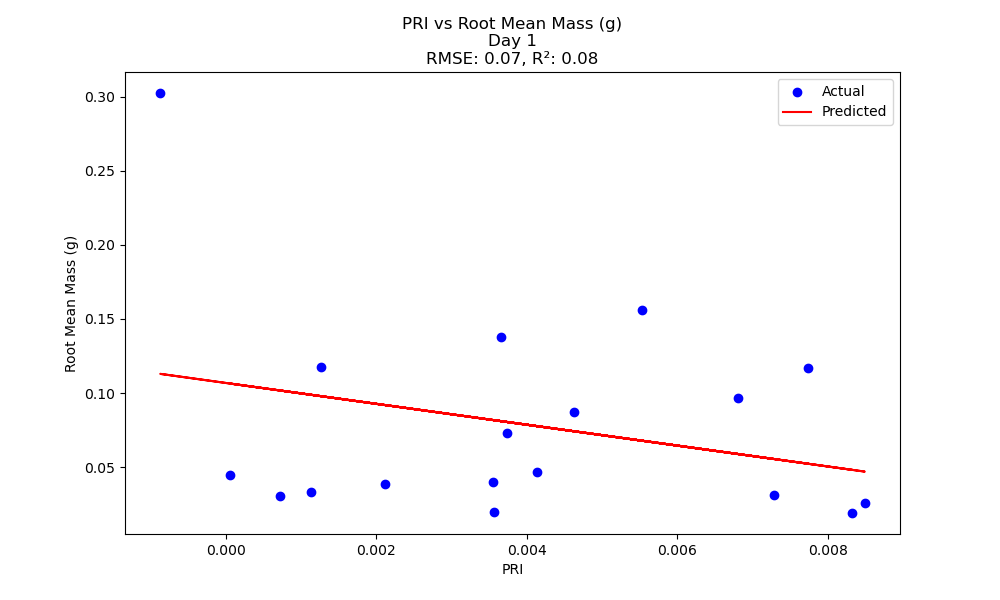 PRI vs Root Mean Mass (g)
Day 1
RMSE: 0.07, R²: 0.08
Actual
Predicted
0.30
0.25
0.20
0.15
0.10
0.05
Root Mean Mass (g)
0.000
0.002
0.004
0.006
0.008
PRI